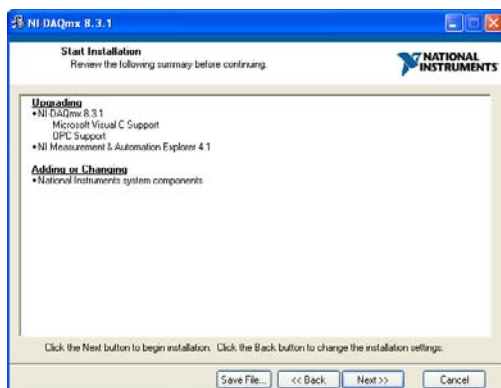 NI-DAQmx 8.3.1
Start Installation
Review the following summary before continuing.
NATIONAL
INSTRUMENTS
Upgrading
•NI-DAQmx 8.3.1
Microsoft Visual C Support
OPC Support
•NI Measurement & Automation Explorer 4.1
Adding or Changing
•National Instruments system components
Click the Next button to begin installation. Click the Back button to change the installation settings.
Save File...
<< Back
Next >>
Cancel